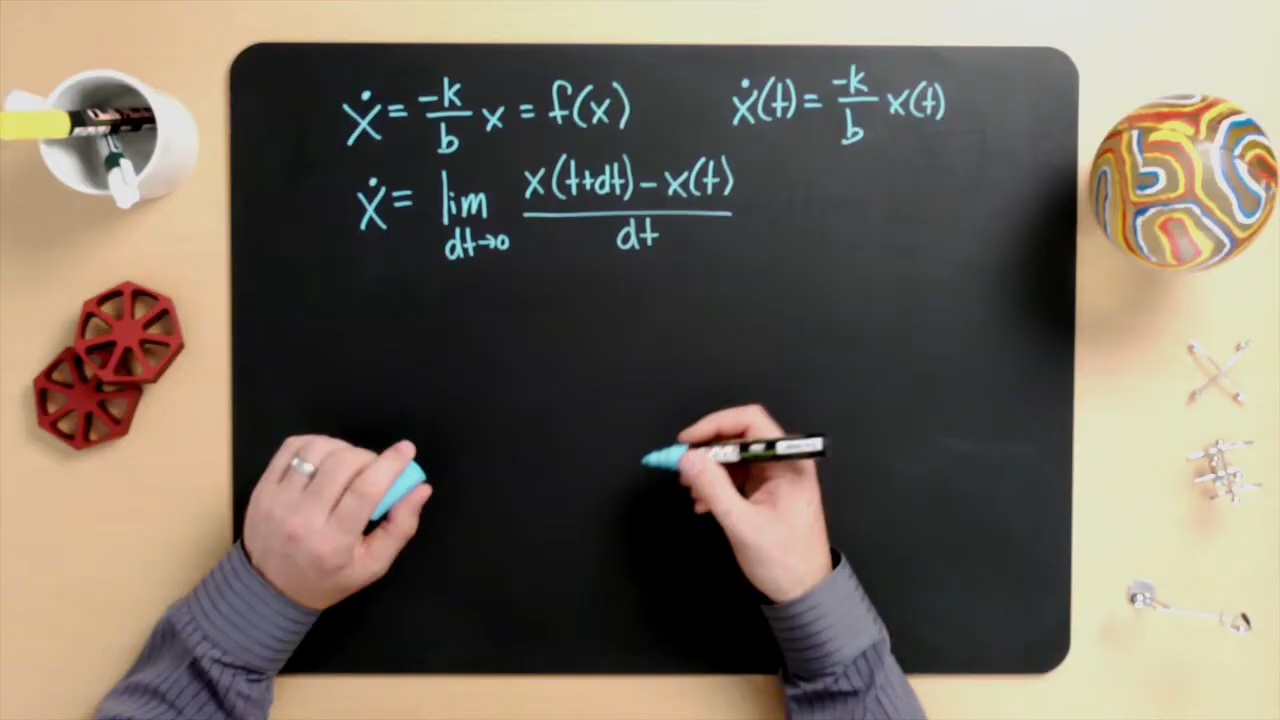 ẋ = -k/b x = f(x)    ẋ(t) = -k/b x(t)
ẋ = lim dt→0 x(t+dt) - x(t) / dt